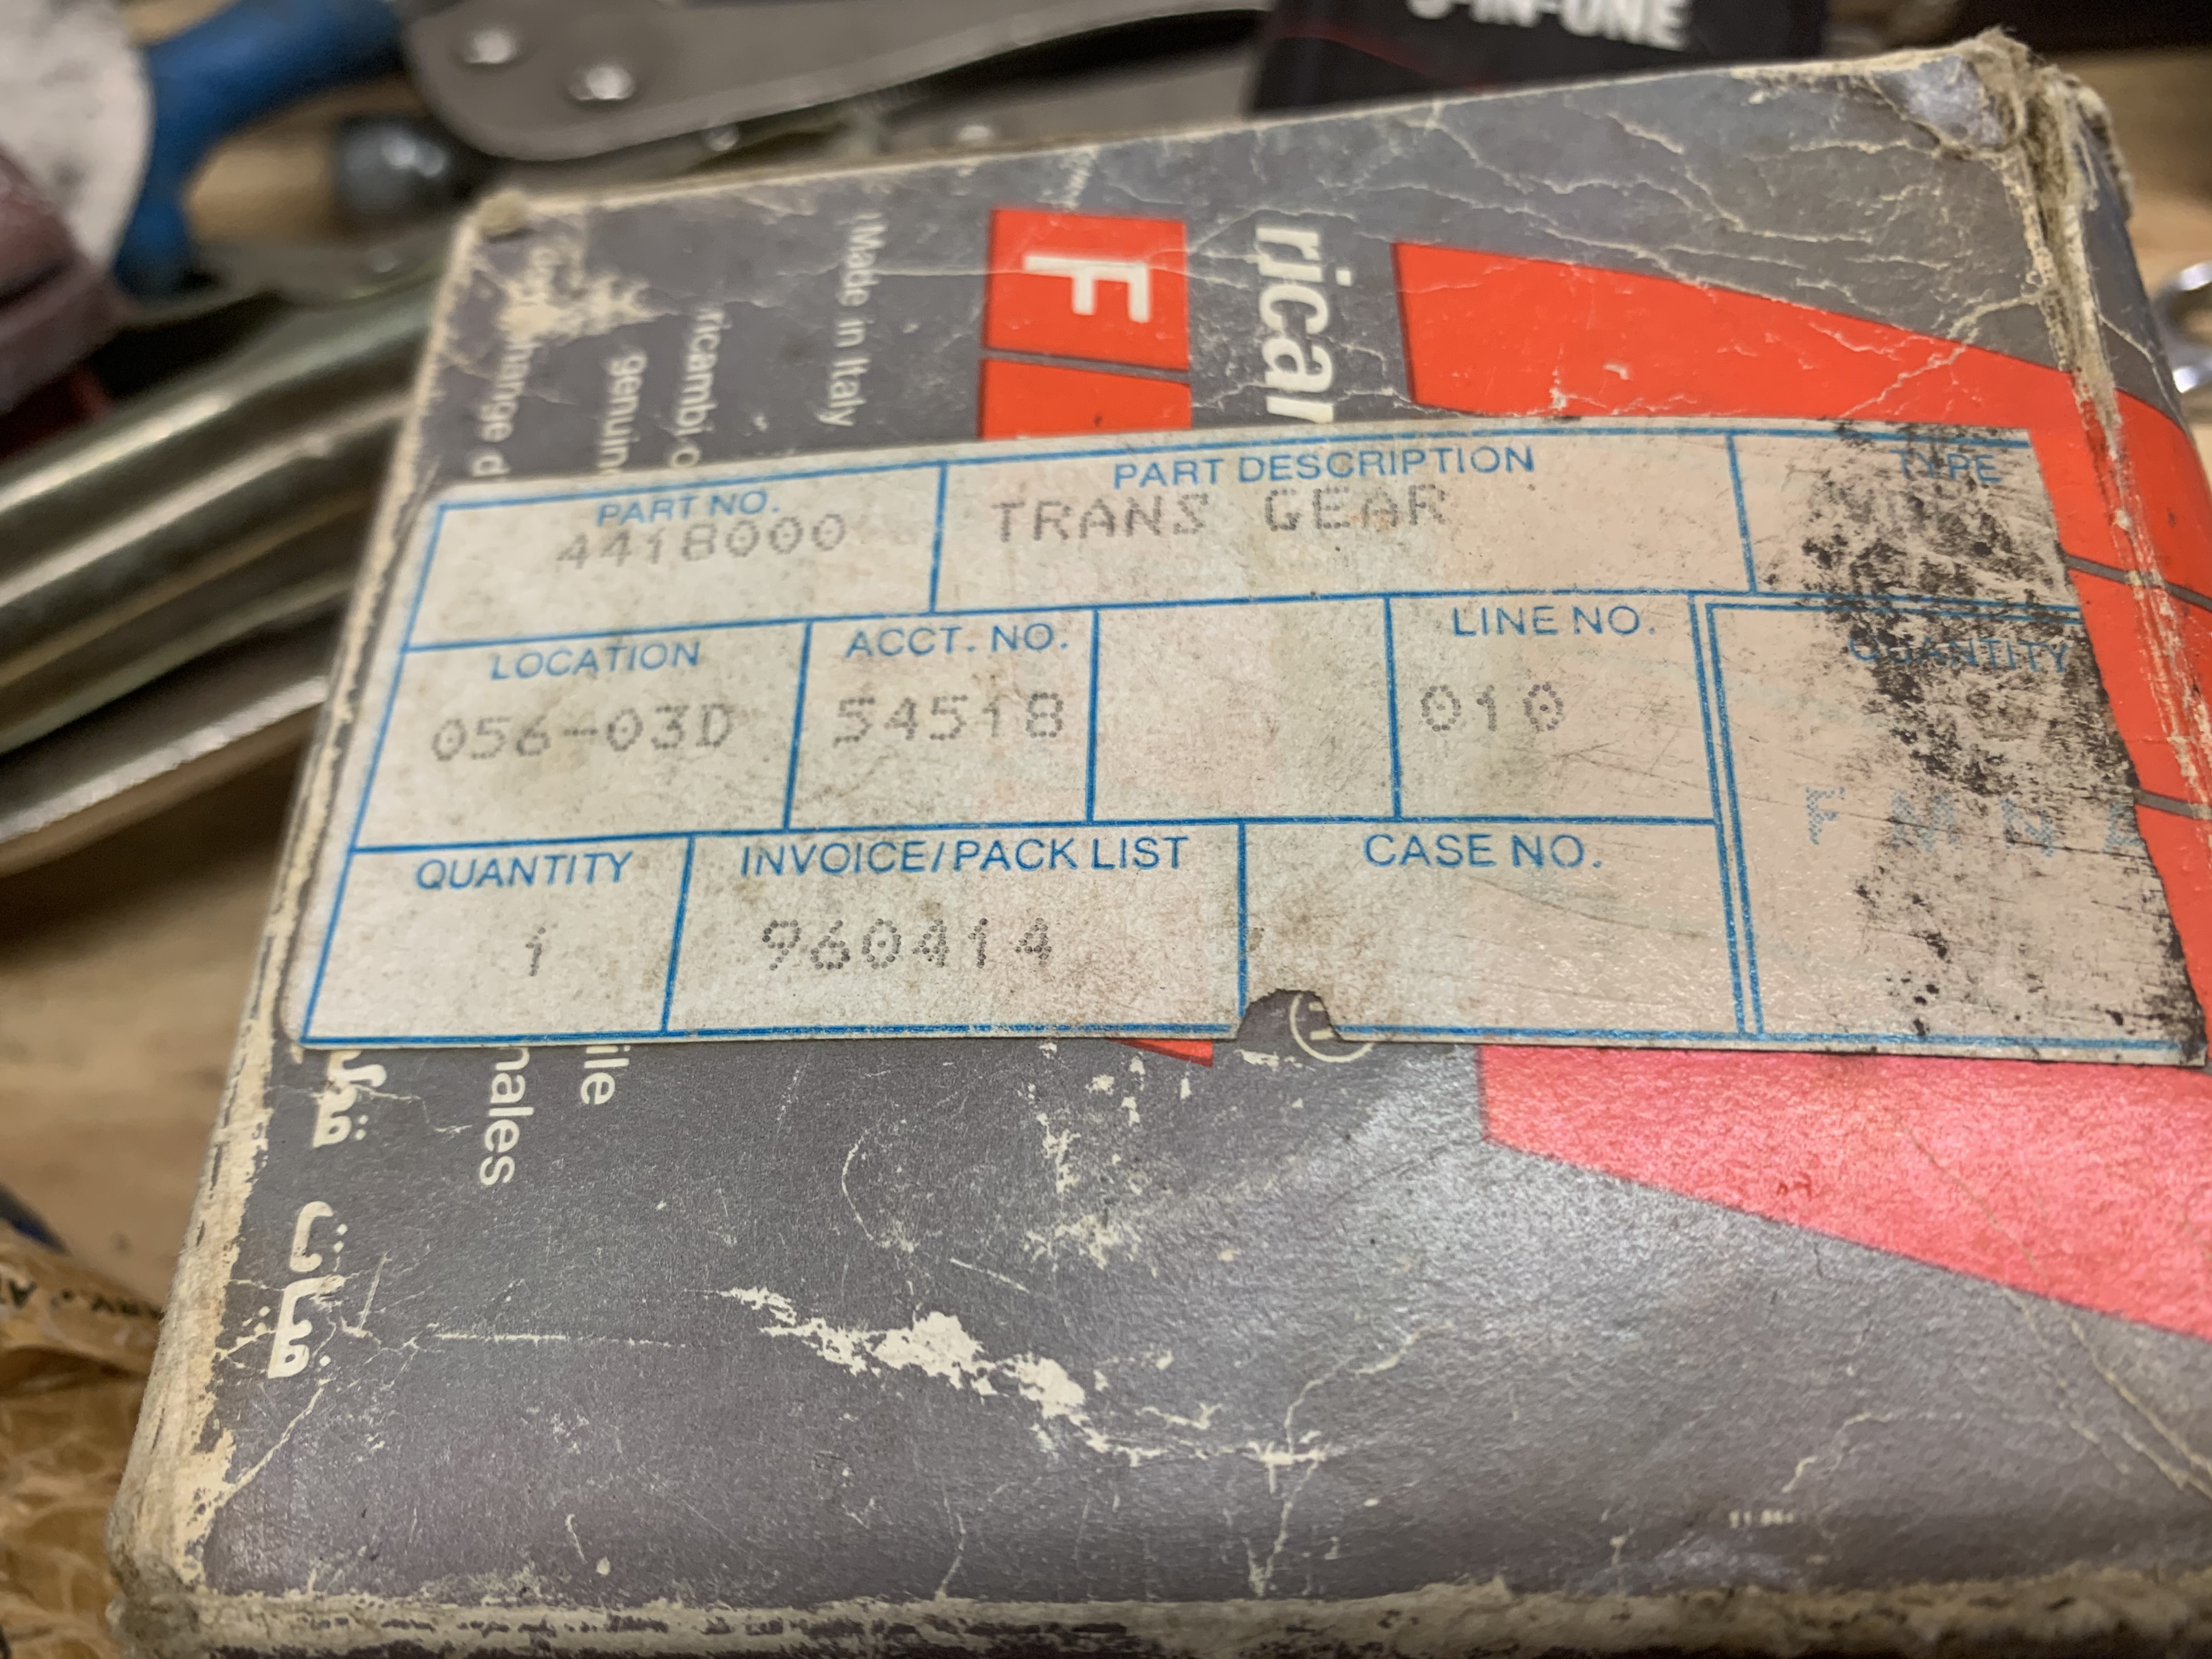 -IN-ONE
F
ricar
Made in Italy
ricambi o
genuin
change d
PART NO.
4418000
PART DESCRIPTION
TRANS GEAR
TYPE
LOCATION
056-03D
ACCT. NO.
54518
LINE NO.
010
QUANTITY
QUANTITY
1
INVOICE/PACK LIST
960414
CASE NO.
ile
nales